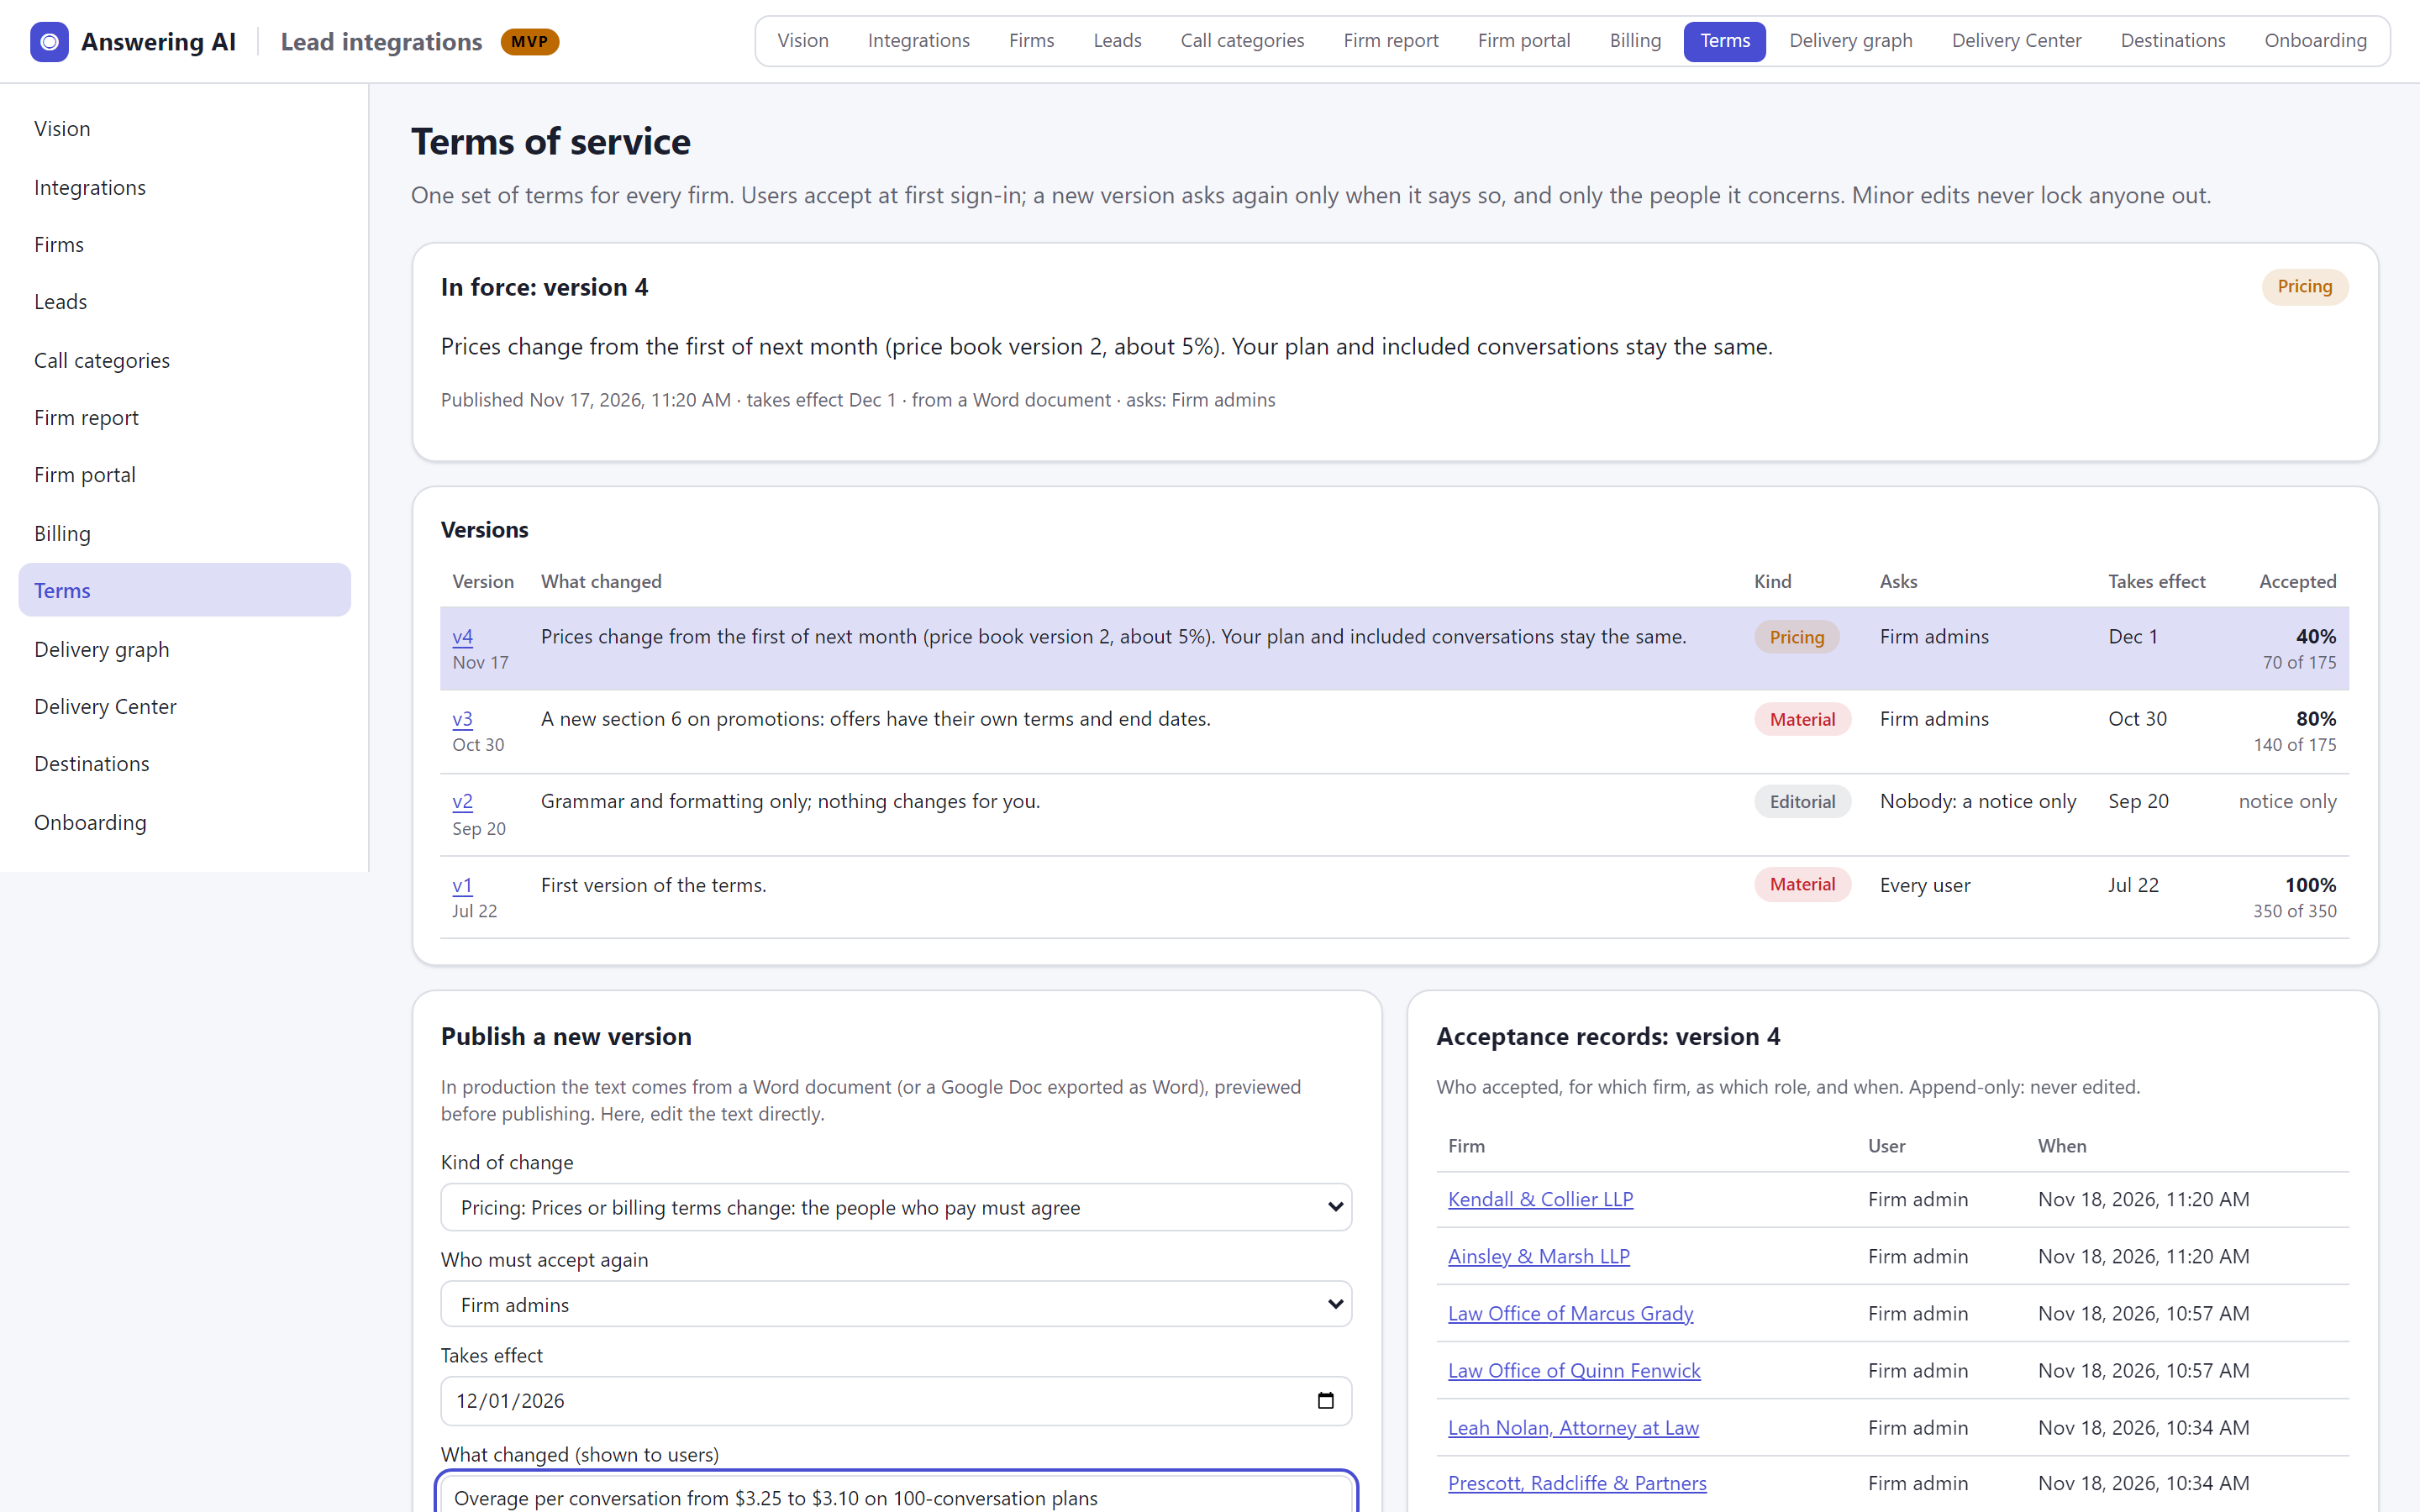 Answering AI
Lead integrations
MVP
Vision
Integrations
Firms
Leads
Call categories
Firm report
Firm portal
Billing
Terms
Delivery graph
Delivery Center
Destinations
Onboarding
Vision
Integrations
Firms
Leads
Call categories
Firm report
Firm portal
Billing
Terms
Delivery graph
Delivery Center
Destinations
Onboarding
Terms of service
One set of terms for every firm. Users accept at first sign-in; a new version asks again only when it says so, and only the people it concerns. Minor edits never lock anyone out.
In force: version 4
Pricing
Prices change from the first of next month (price book version 2, about 5%). Your plan and included conversations stay the same.
Published Nov 17, 2026, 11:20 AM · takes effect Dec 1 · from a Word document · asks: Firm admins
Versions
Version What changed Kind Asks Takes effect Accepted
v4 Prices change from the first of next month (price book version 2, about 5%). Your plan and included conversations stay the same. Pricing Firm admins Dec 1 40%
Nov 17 70 of 175
v3 A new section 6 on promotions: offers have their own terms and end dates. Material Firm admins Oct 30 80%
Oct 30 140 of 175
v2 Grammar and formatting only; nothing changes for you. Editorial Nobody: a notice only Sep 20 notice only
Sep 20
v1 First version of the terms. Material Every user Jul 22 100%
Jul 22 350 of 350
Publish a new version
In production the text comes from a Word document (or a Google Doc exported as Word), previewed
before publishing. Here, edit the text directly.
Kind of change
Pricing: Prices or billing terms change: the people who pay must agree
Who must accept again
Firm admins
Takes effect
12/01/2026
What changed (shown to users)
Overage per conversation from $3.25 to $3.10 on 100-conversation plans
Acceptance records: version 4
Who accepted, for which firm, as which role, and when. Append-only: never edited.
Firm User When
Kendall & Collier LLP Firm admin Nov 18, 2026, 11:20 AM
Ainsley & Marsh LLP Firm admin Nov 18, 2026, 11:20 AM
Law Office of Marcus Grady Firm admin Nov 18, 2026, 10:57 AM
Law Office of Quinn Fenwick Firm admin Nov 18, 2026, 10:57 AM
Leah Nolan, Attorney at Law Firm admin Nov 18, 2026, 10:34 AM
Prescott, Radcliffe & Partners Firm admin Nov 18, 2026, 10:34 AM